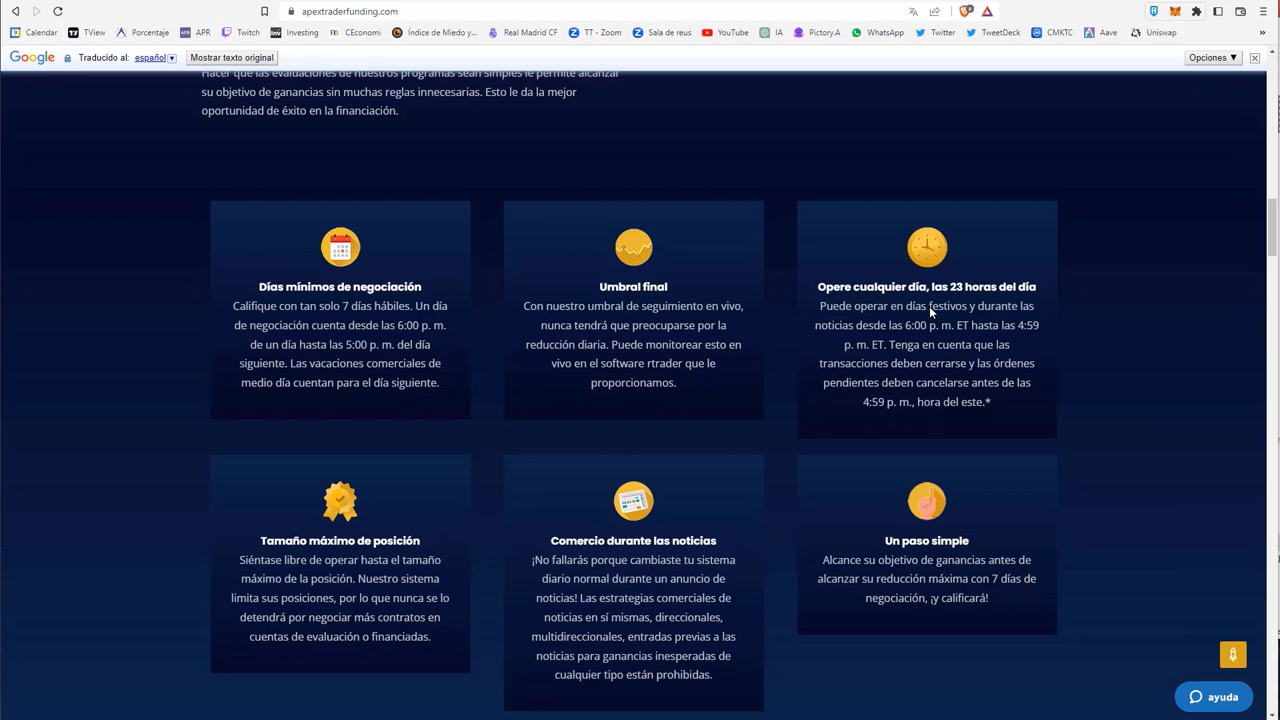 apextraderfunding.com
Calendar
TView
Porcentaje
APR
Twitch
Investing
CEconomi
Índice de Miedo y...
Real Madrid CF
TT - Zoom
Sala de reus
YouTube
IA
Pictory.A
WhatsApp
Twitter
TweetDeck
CMKTC
Aave
Uniswap
Google
Traducido al: español
Mostrar texto original
Opciones ▼
Hacer que las evaluaciones de nuestros programas sean simples le permite alcanzar
su objetivo de ganancias sin muchas reglas innecesarias. Esto le da la mejor
oportunidad de éxito en la financiación.
Días mínimos de negociación
Califique con tan solo 7 días hábiles. Un día
de negociación cuenta desde las 6:00 p. m.
de un día hasta las 5:00 p. m. del día
siguiente. Las vacaciones comerciales de
medio día cuentan para el día siguiente.
Umbral final
Con nuestro umbral de seguimiento en vivo,
nunca tendrá que preocuparse por la
reducción diaria. Puede monitorear esto en
vivo en el software rtrader que le
proporcionamos.
Opere cualquier día, las 23 horas del día
Puede operar en días festivos y durante las
noticias desde las 6:00 p. m. ET hasta las 4:59
p. m. ET. Tenga en cuenta que las
transacciones deben cerrarse y las órdenes
pendientes deben cancelarse antes de las
4:59 p. m., hora del este.*
Tamaño máximo de posición
Siéntase libre de operar hasta el tamaño
máximo de la posición. Nuestro sistema
limita sus posiciones, por lo que nunca se lo
detendrá por negociar más contratos en
cuentas de evaluación o financiadas.
Comercio durante las noticias
¡No fallarás porque cambiaste tu sistema
diario normal durante un anuncio de
noticias! Las estrategias comerciales de
noticias en sí mismas, direccionales,
multidireccionales, entradas previas a las
noticias para ganancias inesperadas de
cualquier tipo están prohibidas.
Un paso simple
Alcance su objetivo de ganancias antes de
alcanzar su reducción máxima con 7 días de
negociación, ¡y calificará!
ayuda